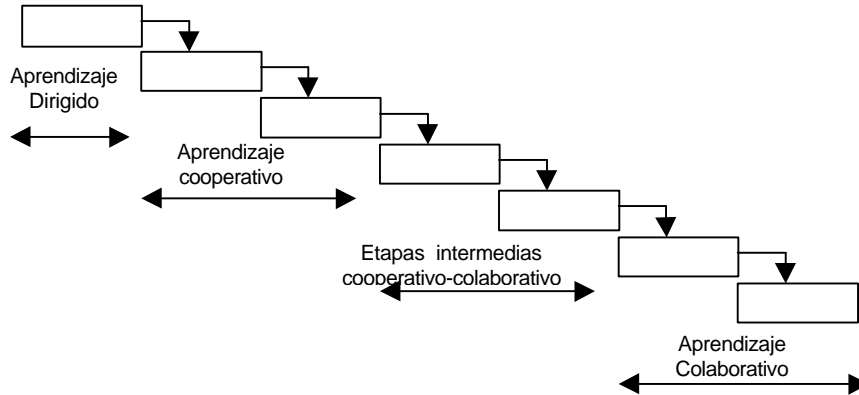 Aprendizaje
Dirigido
Aprendizaje
cooperativo
Etapas intermedias
cooperativo-colaborativo
Aprendizaje
Colaborativo